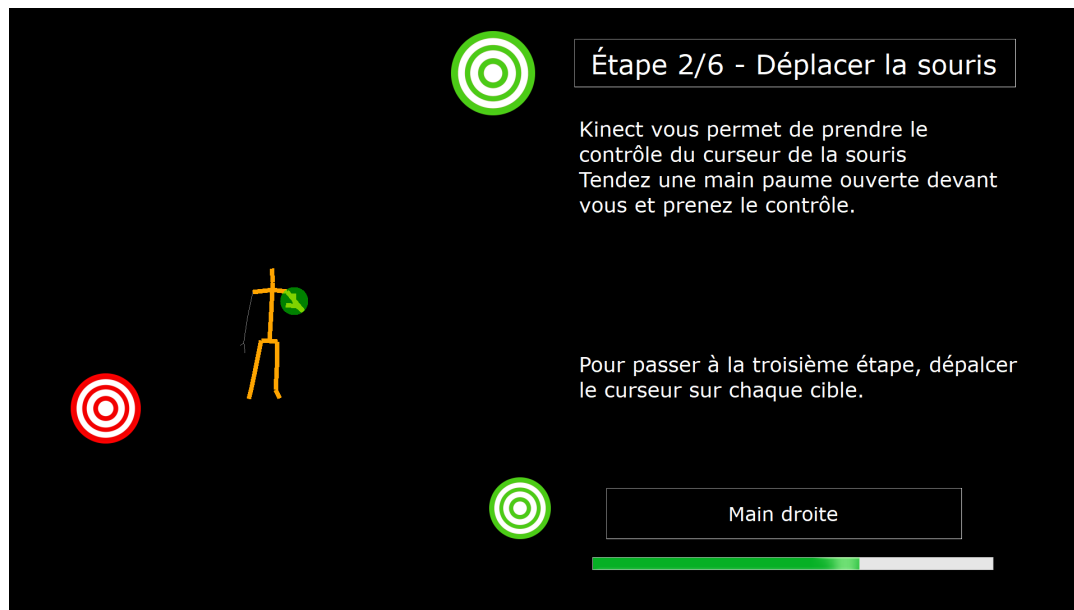 Étape 2/6 - Déplacer la souris
Kinect vous permet de prendre le
contrôle du curseur de la souris
Tendez une main paume ouverte devant
vous et prenez le contrôle.
Pour passer à la troisième étape, dépalcer
le curseur sur chaque cible.
Main droite